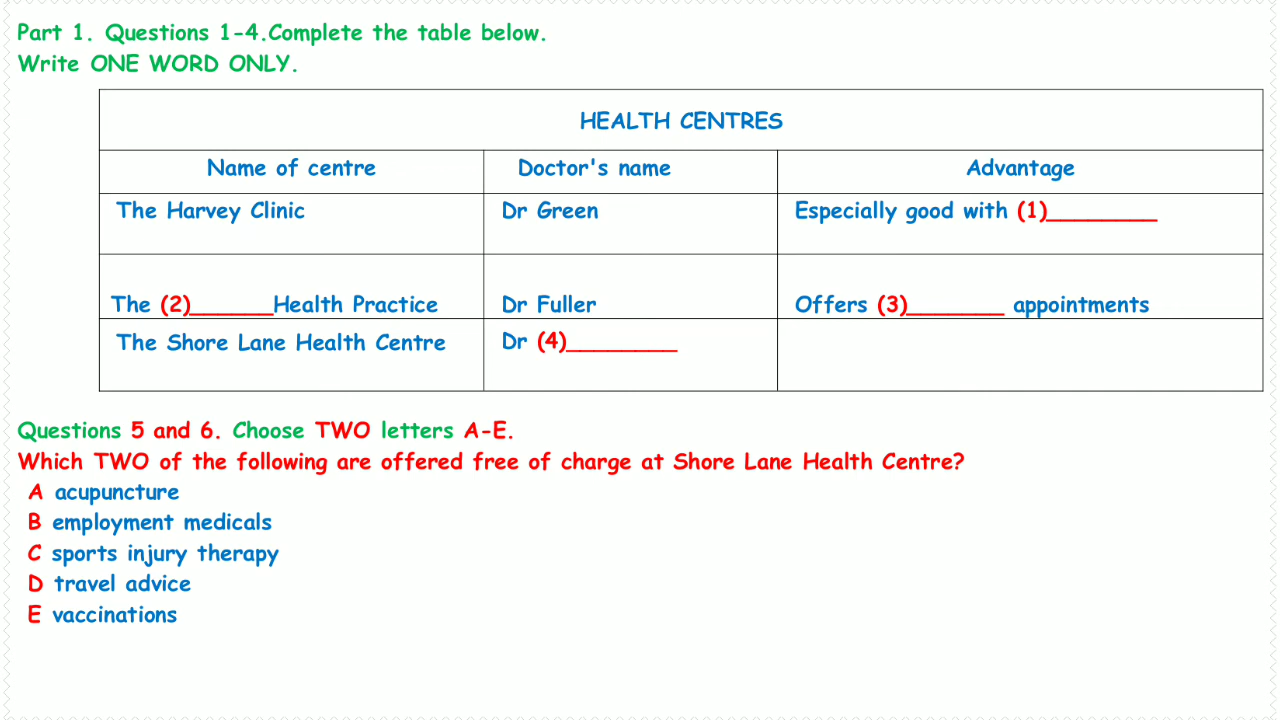 Part 1. Questions 1-4.Complete the table below.
Write ONE WORD ONLY.
HEALTH CENTRES
Name of centre Doctor's name Advantage
The Harvey Clinic Dr Green Especially good with (1)________
The (2)______Health Practice Dr Fuller Offers (3)_______ appointments
The Shore Lane Health Centre Dr (4)________
Questions 5 and 6. Choose TWO letters A-E.
Which TWO of the following are offered free of charge at Shore Lane Health Centre?
A acupuncture
B employment medicals
C sports injury therapy
D travel advice
E vaccinations